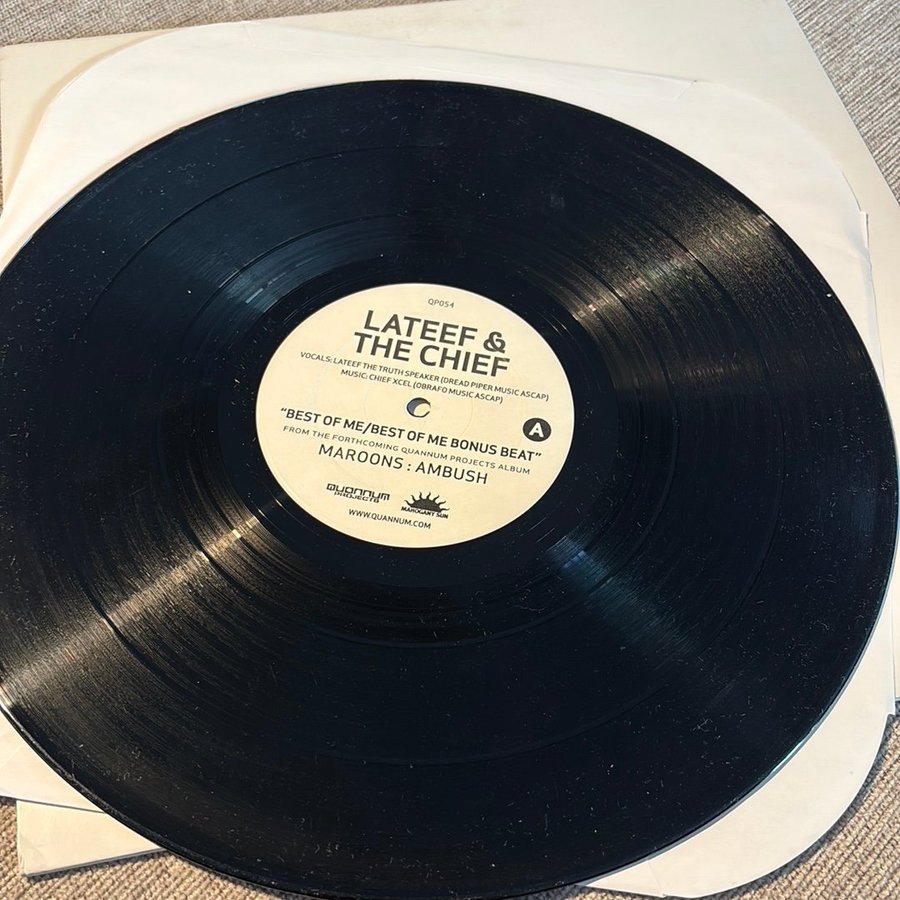 QP054
LATEEF &
THE CHIEF
VOCALS: LATEEF THE TRUTH SPEAKER (DREAD PIPER MUSIC ASCAP)
MUSIC: CHIEF XCEL (OBRAFO MUSIC ASCAP)
A
"BEST OF ME/BEST OF ME BONUS BEAT"
FROM THE FORTHCOMING QUANNUM PROJECTS ALBUM
MAROONS : AMBUSH
QUANNUM
PROJECTS
MAHOGANY SUN
WWW.QUANNUM.COM